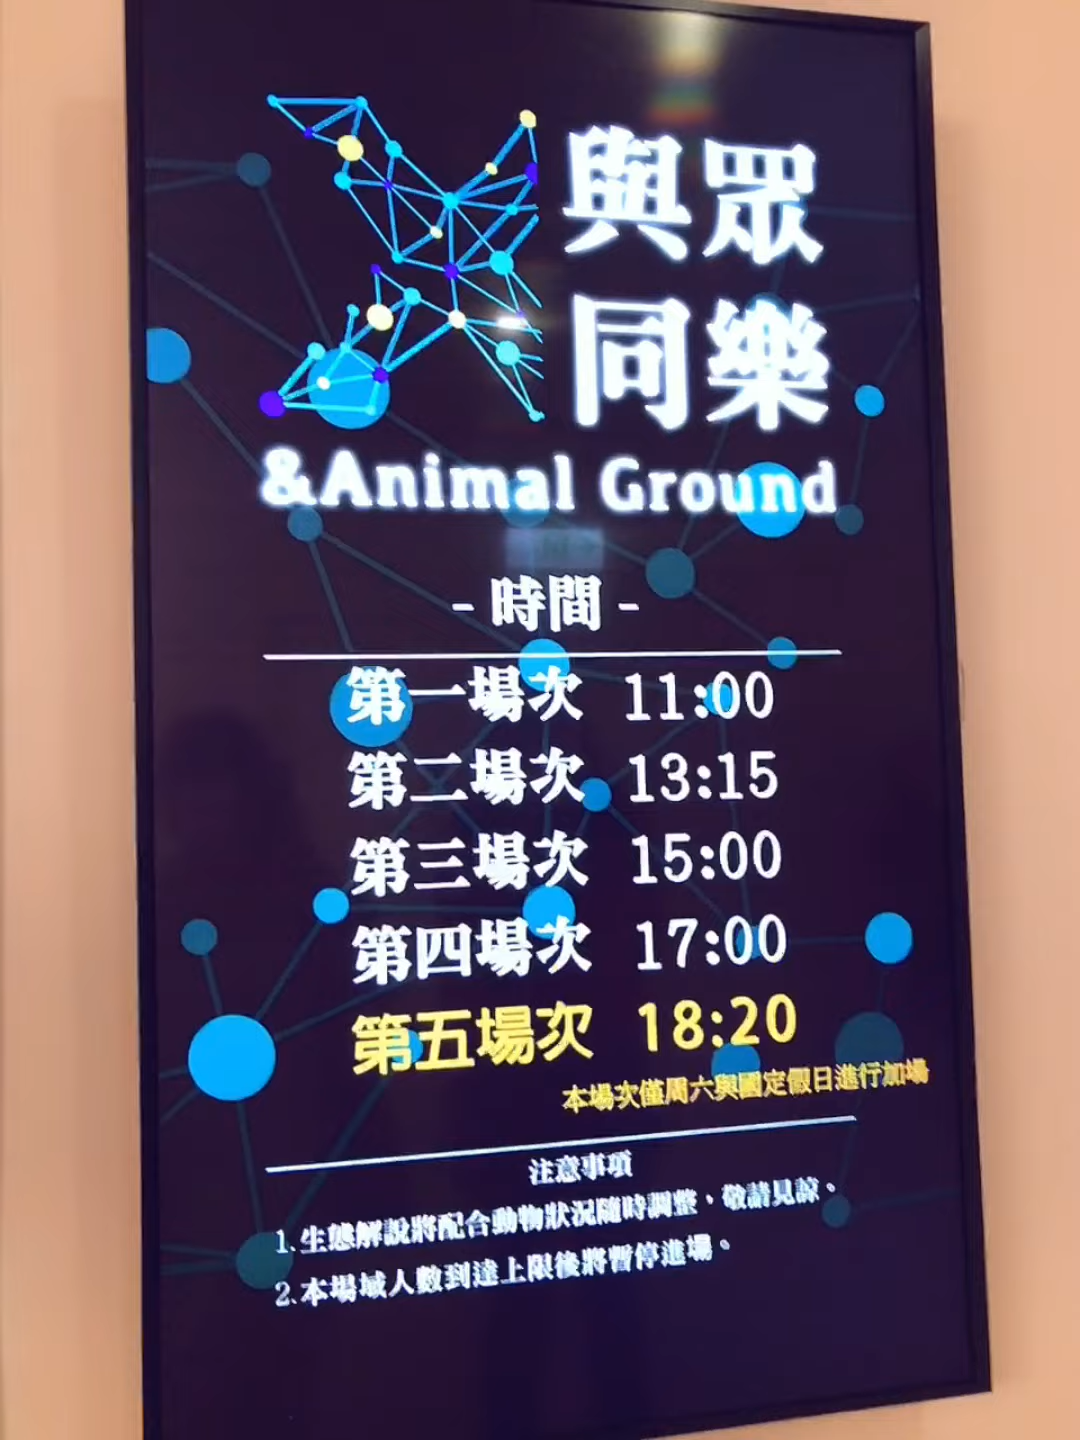 與眾
同樂
&Animal Ground
- 時間 -
第一場次 11:00
第二場次 13:15
第三場次 15:00
第四場次 17:00
第五場次 18:20
本場次僅周六與國定假日進行加場
注意事項
1.生態解說將配合動物狀況隨時調整、敬請見諒。
2.本場域人數到達上限後將暫停進場。